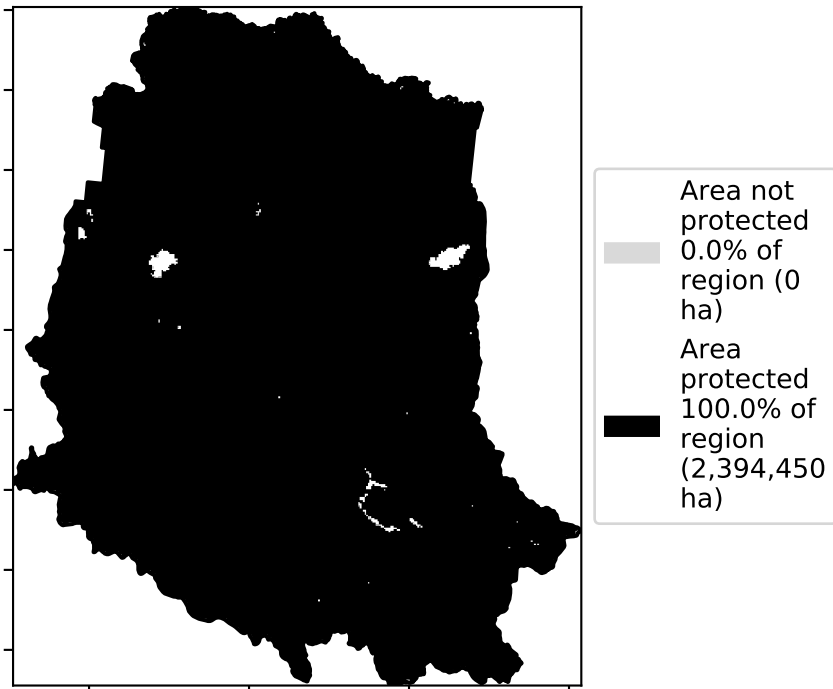 Area not
protected
0.0% of
region (0
ha)
Area
protected
100.0% of
region
(2,394,450
ha)